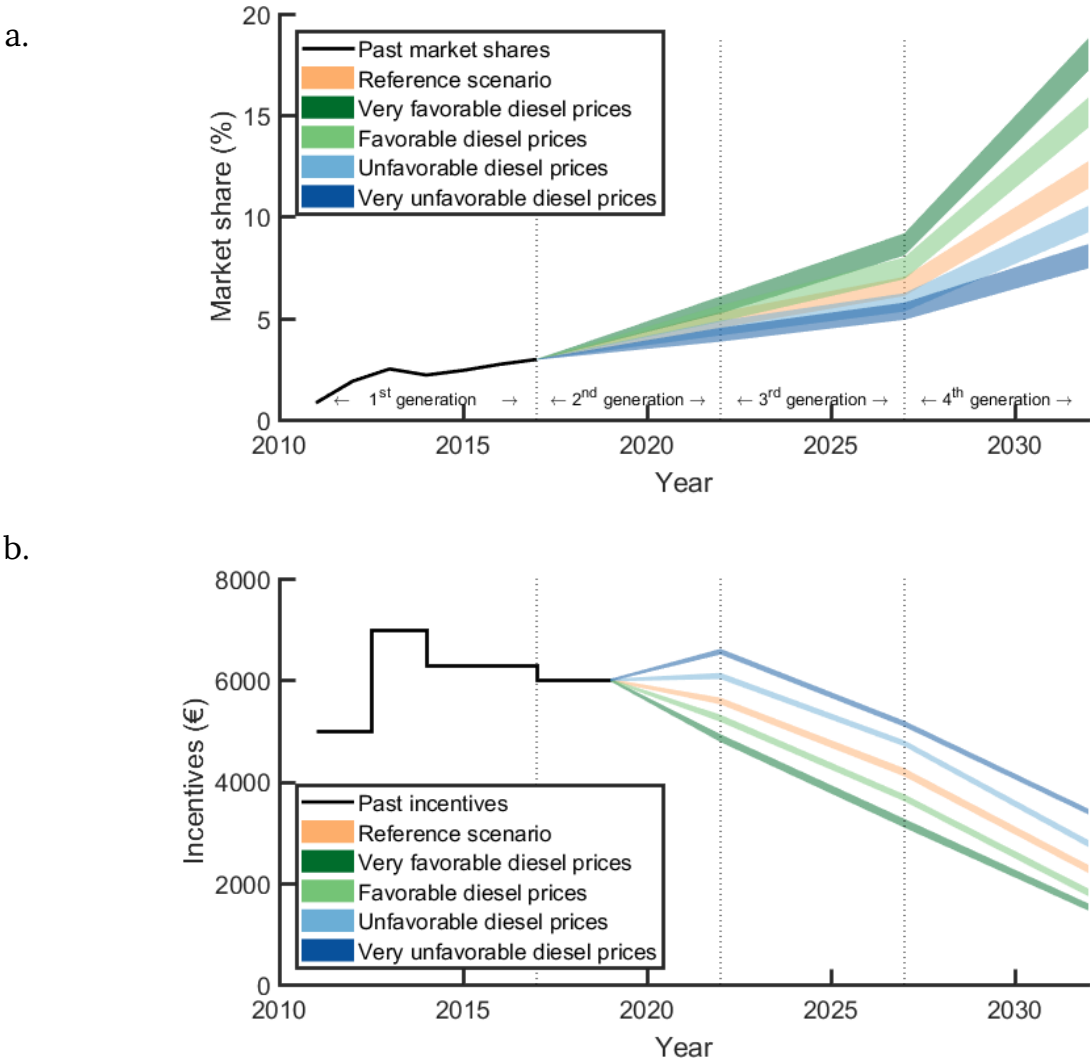 a.
20
15
10
5
0
Market share (%)
Past market shares
Reference scenario
Very favorable diesel prices
Favorable diesel prices
Unfavorable diesel prices
Very unfavorable diesel prices
← 1st generation →
← 2nd generation →
← 3rd generation →
← 4th generation →
2010 2015 2020 2025 2030
Year
b.
8000
6000
4000
2000
0
Incentives (€)
Past incentives
Reference scenario
Very favorable diesel prices
Favorable diesel prices
Unfavorable diesel prices
Very unfavorable diesel prices
2010 2015 2020 2025 2030
Year